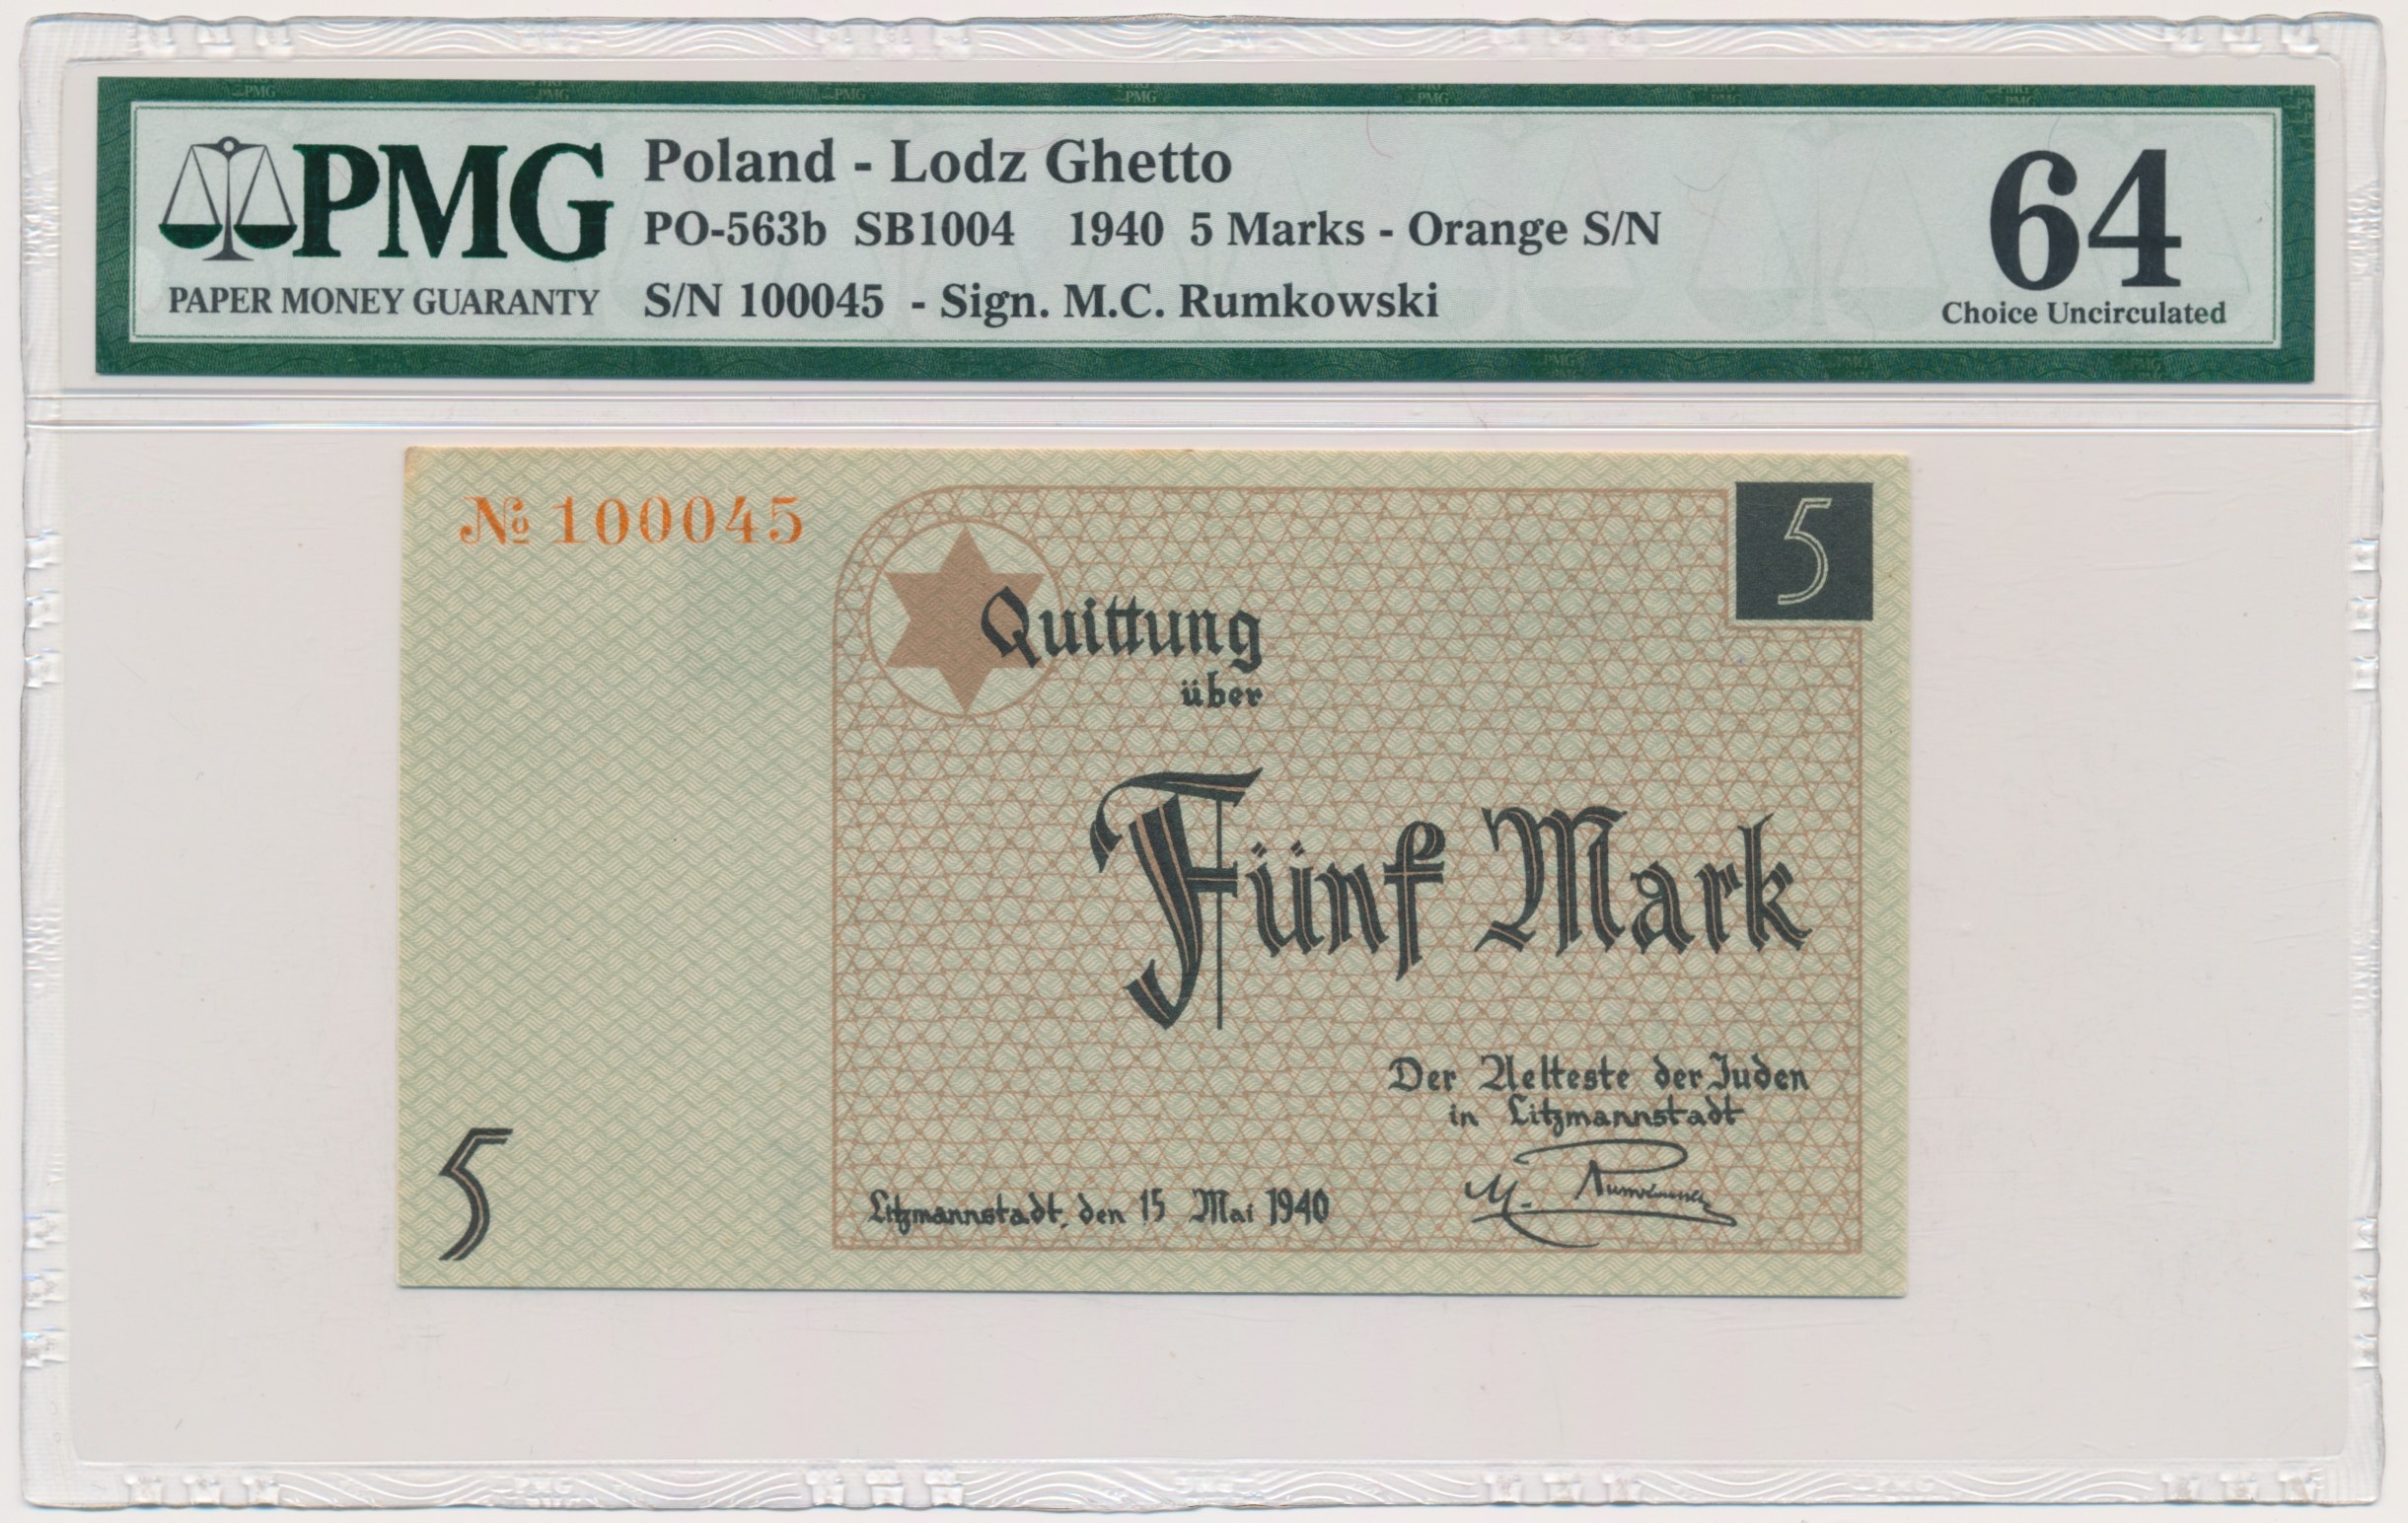 PMG
PAPER MONEY GUARANTY
Poland - Lodz Ghetto
PO-563b SB1004 1940 5 Marks - Orange S/N
S/N 100045 - Sign. M.C. Rumkowski
64
Choice Uncirculated
№ 100045
5
Quittung
über
Fünf Mark
Der Aelteste der Juden
in Litzmannstadt
M. Rumkowski
Litzmannstadt, den 15 Mai 1940
5